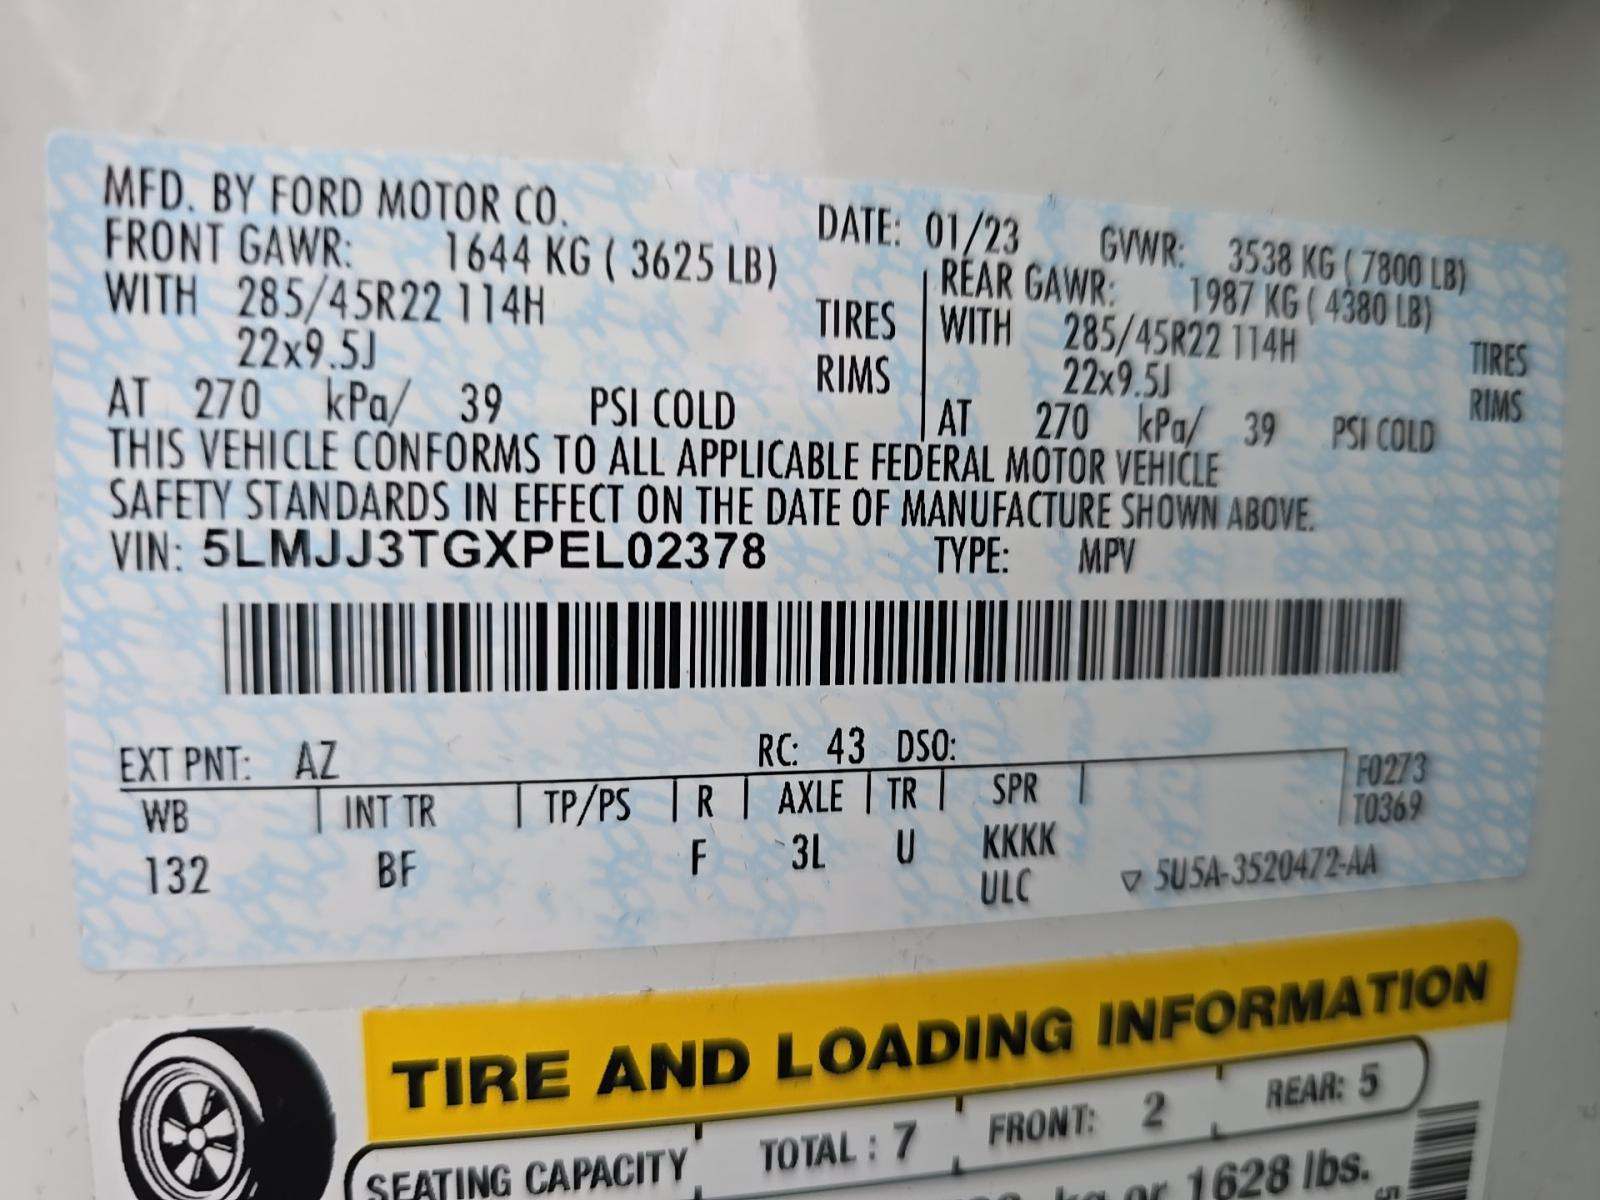 MFD. BY FORD MOTOR CO.
DATE: 01/23 GVWR: 3538 KG ( 7800 LB)
FRONT GAWR: 1644 KG ( 3625 LB)
REAR GAWR: 1987 KG ( 4380 LB)
WITH 285/45R22 114H TIRES
WITH 285/45R22 114H TIRES
22x9.5J RIMS
22x9.5J RIMS
AT 270 kPa/ 39 PSI COLD
AT 270 kPa/ 39 PSI COLD
THIS VEHICLE CONFORMS TO ALL APPLICABLE FEDERAL MOTOR VEHICLE
SAFETY STANDARDS IN EFFECT ON THE DATE OF MANUFACTURE SHOWN ABOVE.
VIN: 5LMJJ3TGXPEL02378 TYPE: MPV
EXT PNT: AZ RC: 43 DSO:
WB INT TR TP/PS R AXLE TR SPR
F0273
T0369
132 BF F 3L U KKKK
ULC ▽ 5U5A-3520472-AA
TIRE AND LOADING INFORMATION
SEATING CAPACITY TOTAL : 7 FRONT: 2 REAR: 5
kg or 1628 lbs.